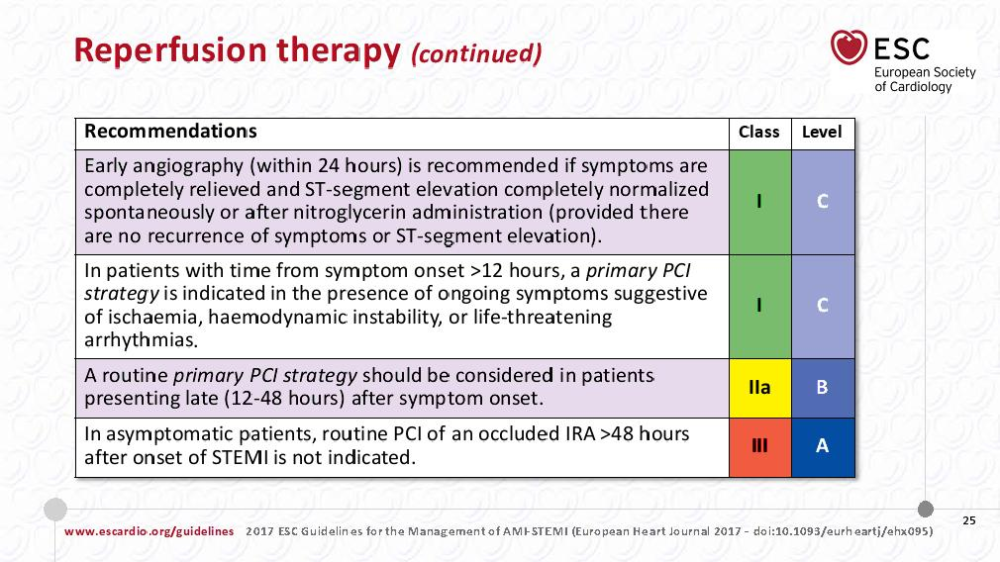 Reperfusion therapy (continued)
ESC
European Society
of Cardiology
Recommendations Class Level
Early angiography (within 24 hours) is recommended if symptoms are
completely relieved and ST-segment elevation completely normalized
spontaneously or after nitroglycerin administration (provided there
are no recurrence of symptoms or ST-segment elevation).
I C
In patients with time from symptom onset >12 hours, a primary PCI
strategy is indicated in the presence of ongoing symptoms suggestive
of ischaemia, haemodynamic instability, or life-threatening
arrhythmias.
I C
A routine primary PCI strategy should be considered in patients
presenting late (12-48 hours) after symptom onset.
IIa B
In asymptomatic patients, routine PCI of an occluded IRA >48 hours
after onset of STEMI is not indicated.
III A
25
www.escardio.org/guidelines 2017 ESC Guidelines for the Management of AMI-STEMI (European Heart Journal 2017 - doi:10.1093/eurheartj/ehx095)